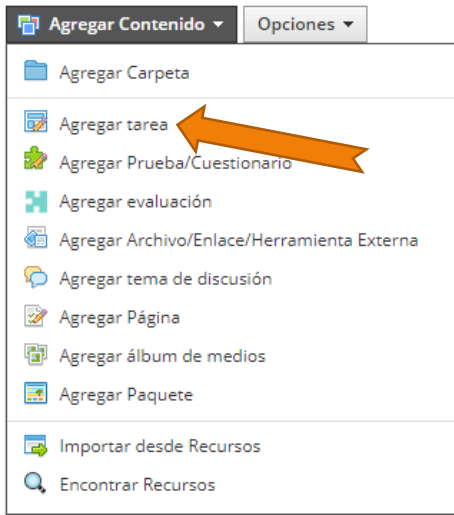 Agregar Contenido
Opciones
Agregar Carpeta
Agregar tarea
Agregar Prueba/Cuestionario
Agregar evaluación
Agregar Archivo/Enlace/Herramienta Externa
Agregar tema de discusión
Agregar Página
Agregar álbum de medios
Agregar Paquete
Importar desde Recursos
Encontrar Recursos